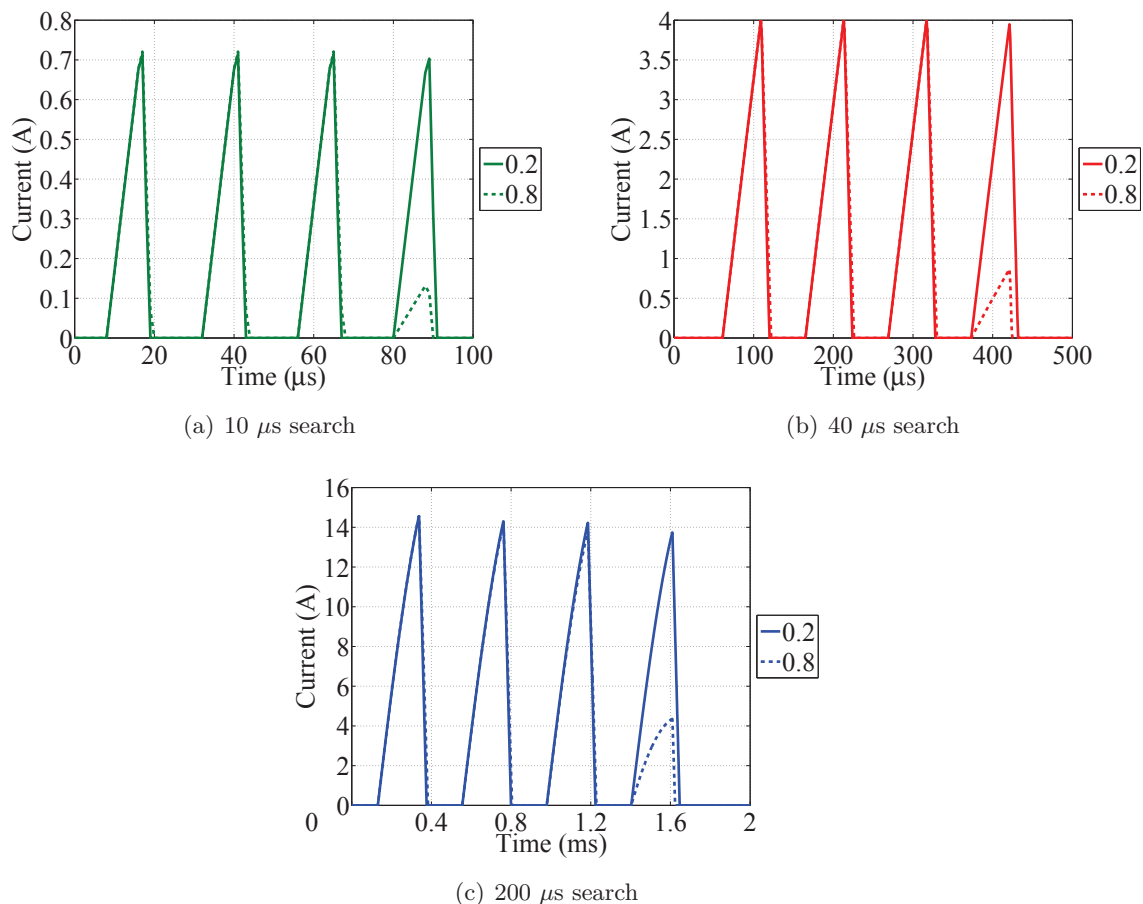 0.8
0.7
0.6
0.5
0.4
0.3
0.2
0.1
0
Current (A)
0 20 40 60 80 100
Time (μs)
0.2
0.8
(a) 10 μs search
4
3.5
3
2.5
2
1.5
1
0.5
0
Current (A)
0 100 200 300 400 500
Time (μs)
0.2
0.8
(b) 40 μs search
16
14
12
10
8
6
4
2
0
Current (A)
0 0.4 0.8 1.2 1.6 2
Time (ms)
0.2
0.8
(c) 200 μs search